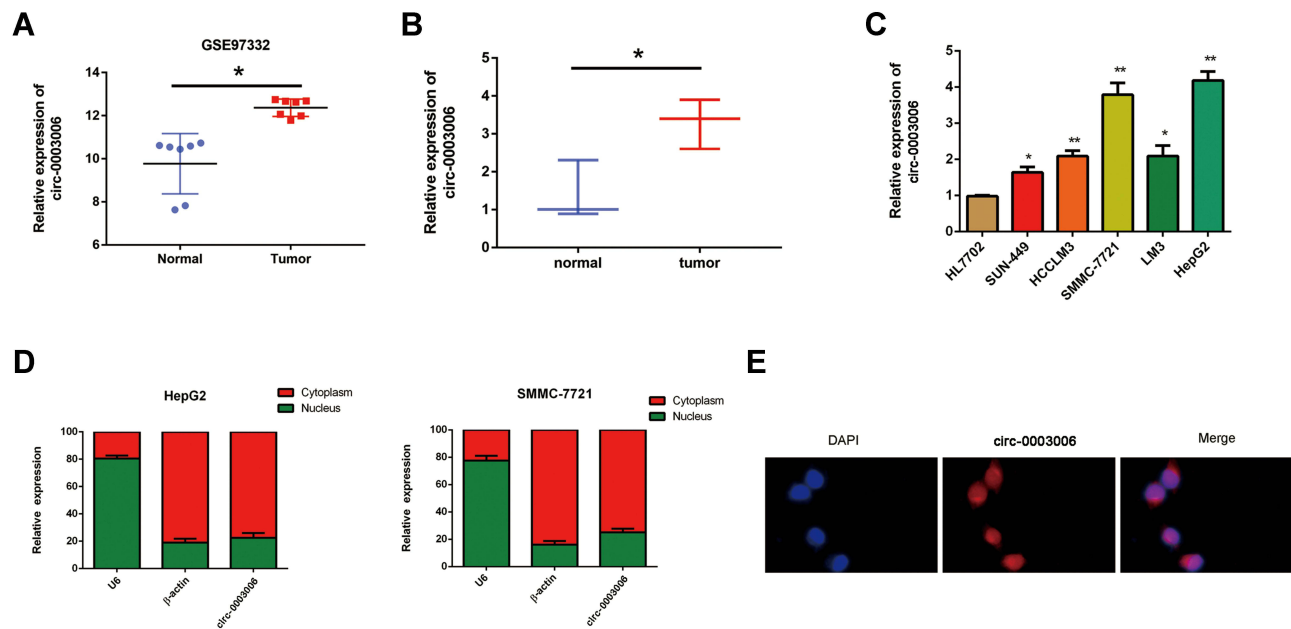 A
GSE97332
Relative expression of
circ-0003006
*
14
12
10
8
6
Normal
Tumor
B
Relative expression of
circ-0003006
*
5
4
3
2
1
0
normal
tumor
C
Relative expression of
circ-0003006
5
4
3
2
1
0
*
**
**
*
**
HL7702
SUN-449
HCCLM3
SMMC-7721
LM3
HepG2
D
HepG2
Cytoplasm
Nucleus
Relative expression
100
80
60
40
20
0
U6
β-actin
circ-0003006
SMMC-7721
Cytoplasm
Nucleus
Relative expression
100
80
60
40
20
0
U6
β-actin
circ-0003006
E
DAPI
circ-0003006
Merge